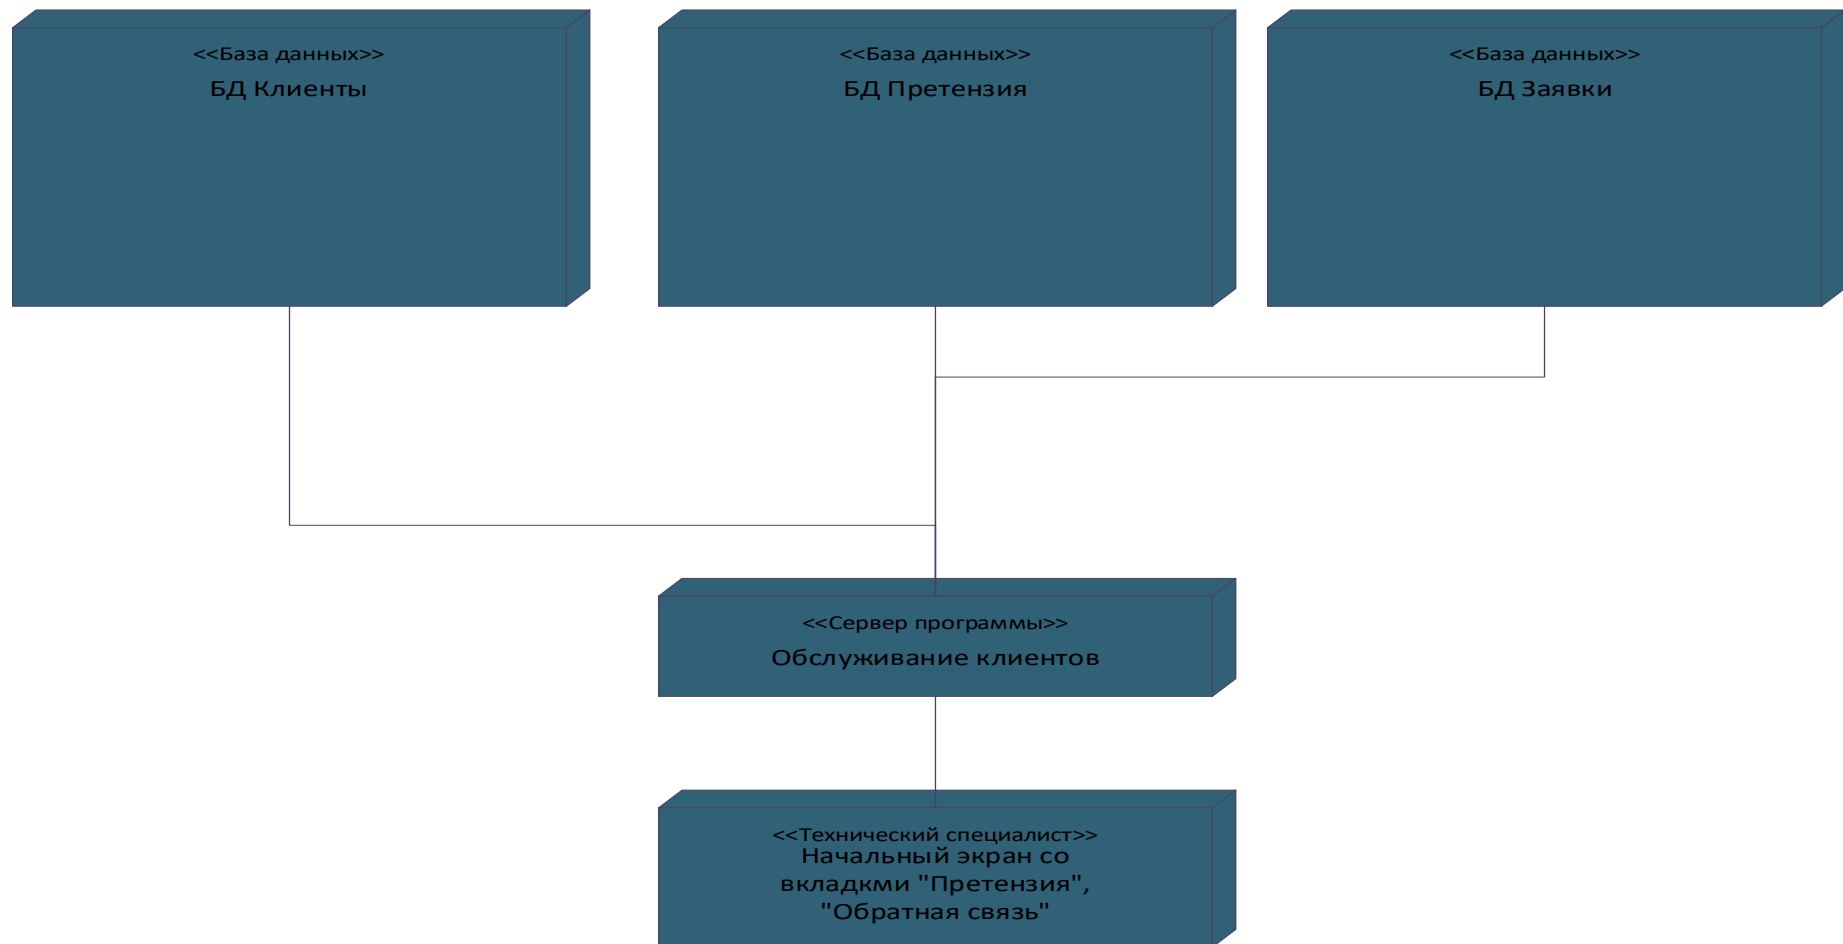 <<База данных>>
БД Клиенты
<<База данных>>
БД Претензия
<<База данных>>
БД Заявки
<<Сервер программы>>
Обслуживание клиентов
<<Технический специалист>>
Начальный экран со
вкладкми "Претензия",
"Обратная связь"